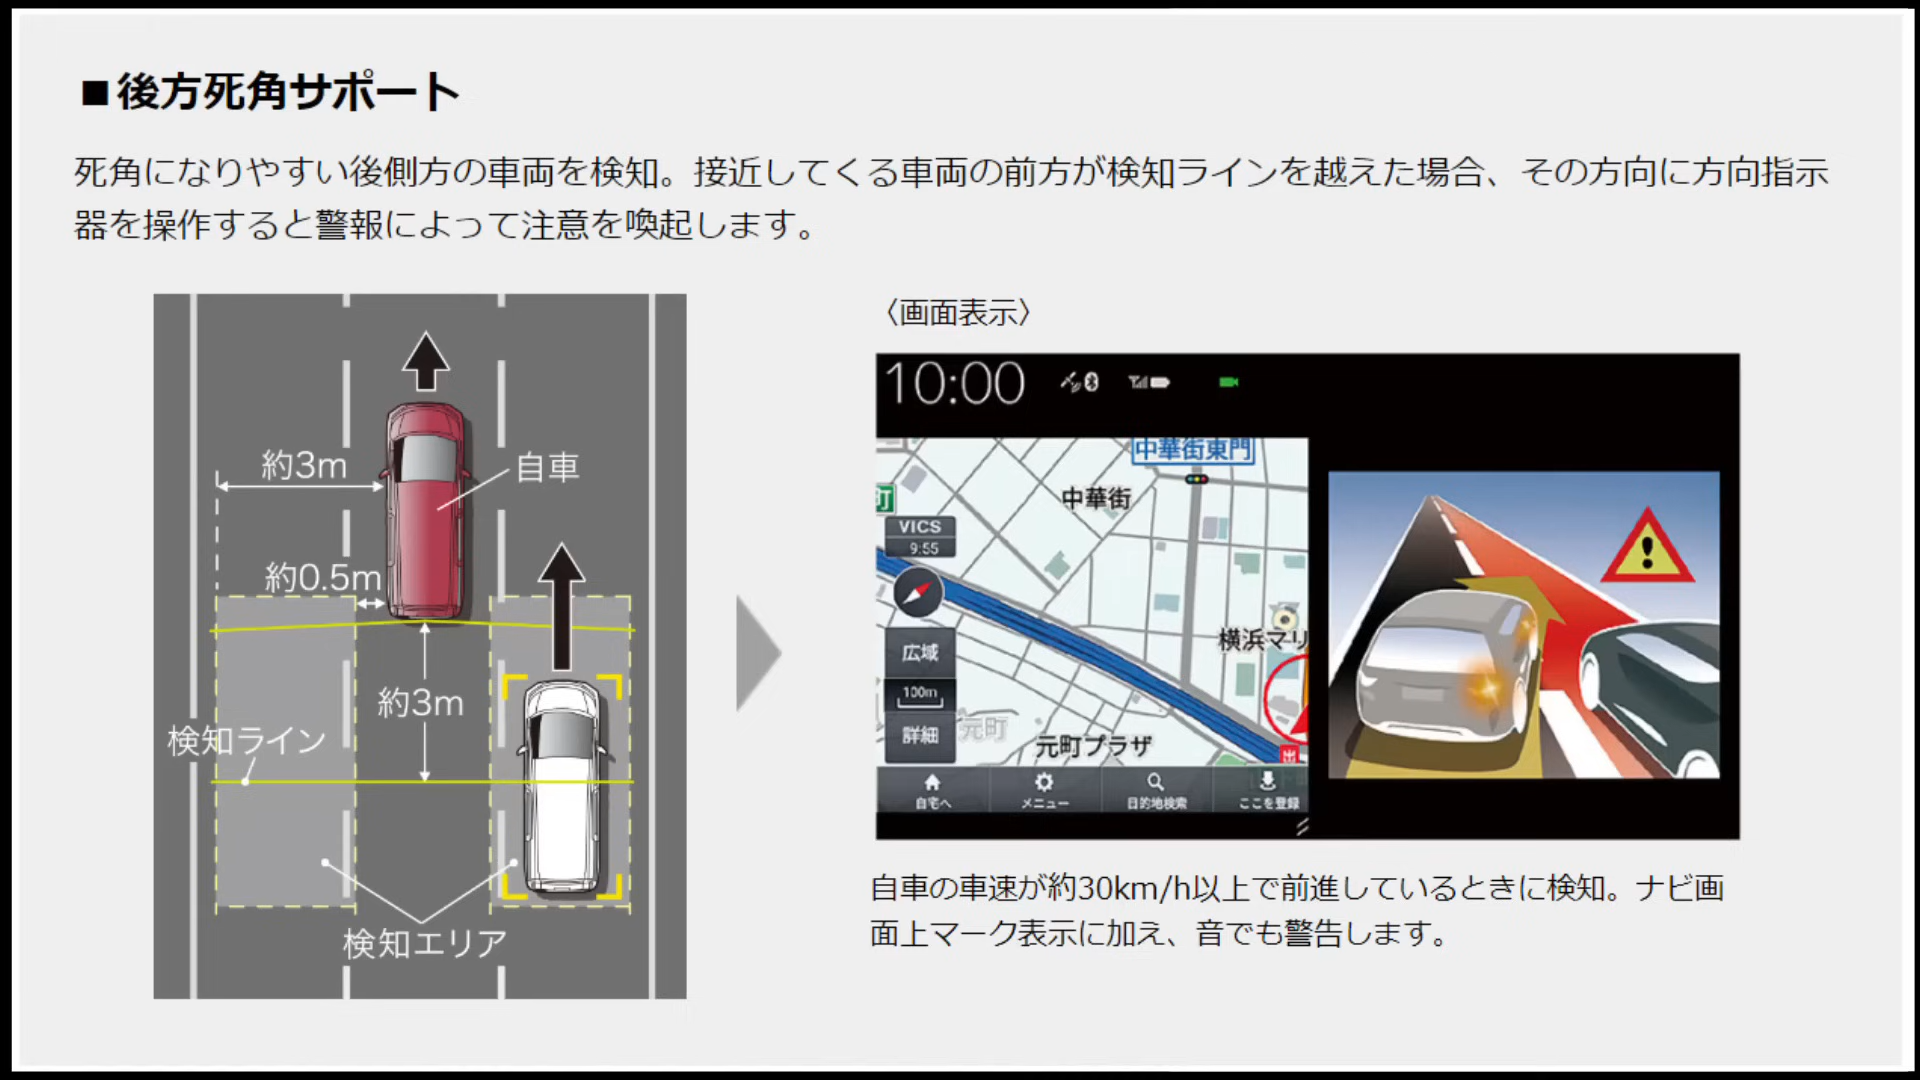 ■後方死角サポート
死角になりやすい後側方の車両を検知。接近してくる車両の前方が検知ラインを越えた場合、その方向に方向指示
器を操作すると警報によって注意を喚起します。
約3m
自車
約0.5m
約3m
検知ライン
検知エリア
〈画面表示〉
10:00
中華街東門
中華街
町
VICS
9:55
横浜マリ
広域
100m
詳細
元町
元町プラザ
出
自宅へ
メニュー
目的地検索
ここを登録
自車の車速が約30km/h以上で前進しているときに検知。ナビ画
面上マーク表示に加え、音でも警告します。